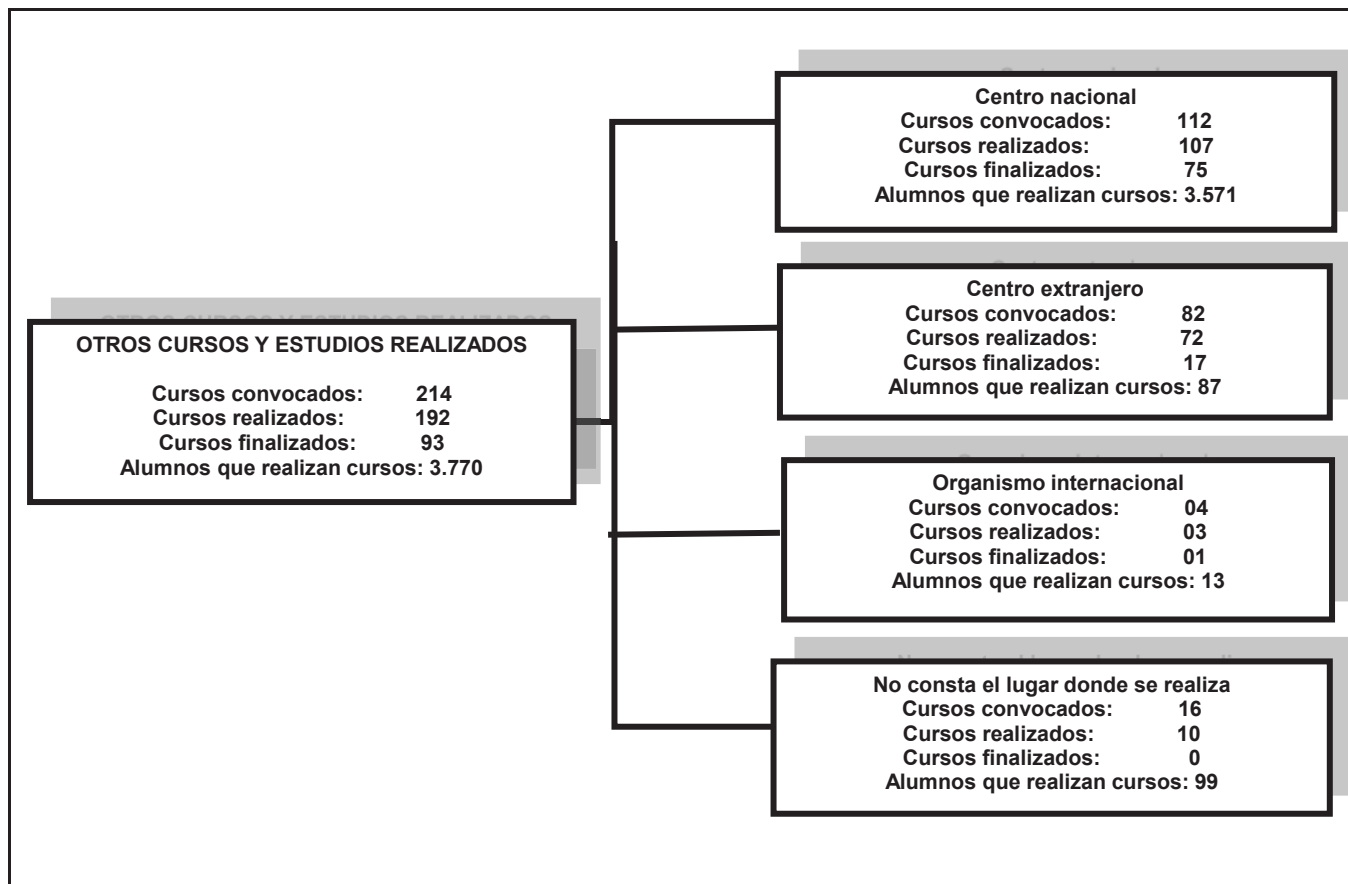 OTROS CURSOS Y ESTUDIOS REALIZADOS
Cursos convocados: 214
Cursos realizados: 192
Cursos finalizados: 93
Alumnos que realizan cursos: 3.770
Centro nacional
Cursos convocados: 112
Cursos realizados: 107
Cursos finalizados: 75
Alumnos que realizan cursos: 3.571
Centro extranjero
Cursos convocados: 82
Cursos realizados: 72
Cursos finalizados: 17
Alumnos que realizan cursos: 87
Organismo internacional
Cursos convocados: 04
Cursos realizados: 03
Cursos finalizados: 01
Alumnos que realizan cursos: 13
No consta el lugar donde se realiza
Cursos convocados: 16
Cursos realizados: 10
Cursos finalizados: 0
Alumnos que realizan cursos: 99